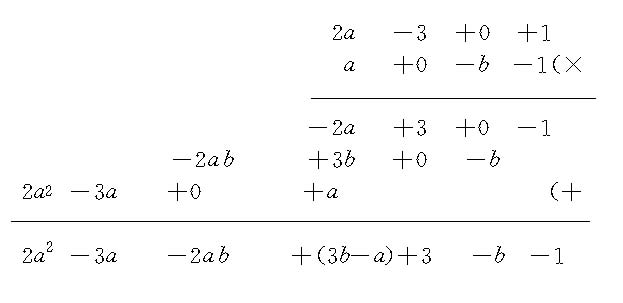 2a −3 +0 +1
a +0 −b −1(×
−2a +3 +0 −1
−2ab +3b +0 −b
2a² −3a +0 +a (+
2a² −3a −2ab +(3b−a)+3 −b −1